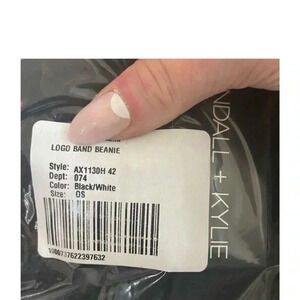 LOGO BAND BEANIE
Style: AX1130H 42
Dept: 074
Color: Black/White
Size: OS
NDALL + KYLIE